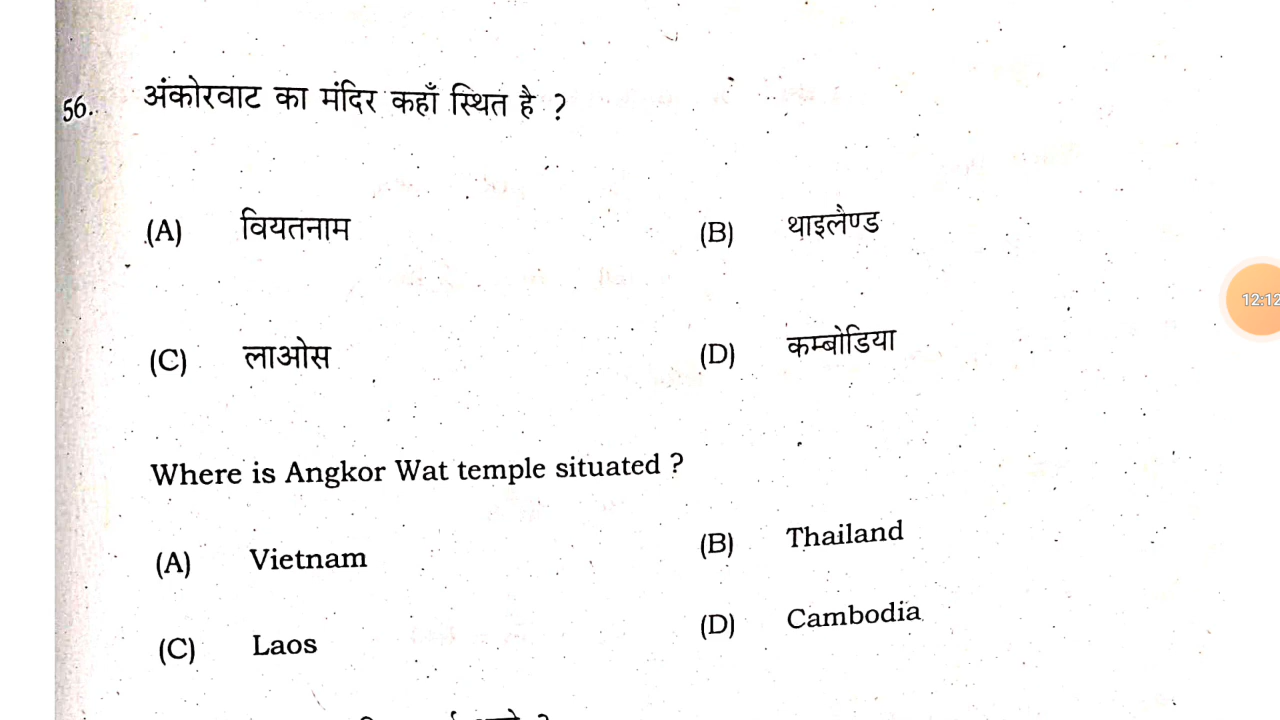 56. अंकोरवाट का मंदिर कहाँ स्थित है ?
(A) वियतनाम (B) थाइलैण्ड
(C) लाओस (D) कम्बोडिया
Where is Angkor Wat temple situated ?
(A) Vietnam (B) Thailand
(C) Laos (D) Cambodia
12:12